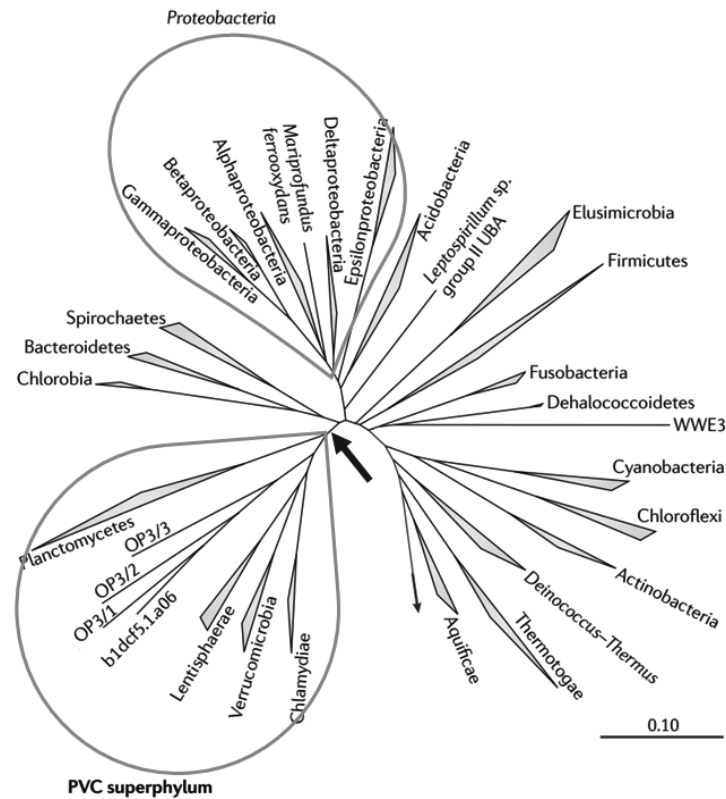 Proteobacteria
Gammaproteobacteria
Betaproteobacteria
Alphaproteobacteria
Mariprofundus
ferrooxydans
Deltaproteobacteria
Epsilonproteobacteria
Acidobacteria
Leptospirillum sp.
group II UBA
Elusimicrobia
Firmicutes
Spirochaetes
Bacteroidetes
Chlorobia
Fusobacteria
Dehalococcoidetes
WWE3
Cyanobacteria
Chloroflexi
Actinobacteria
Deinococcus–Thermus
Thermotogae
Aquificae
Planctomycetes
OP3/3
OP3/2
OP3/1
b1dcf5.1.a06
Lentisphaerae
Verrucomicrobia
Chlamydiae
0.10
PVC superphylum